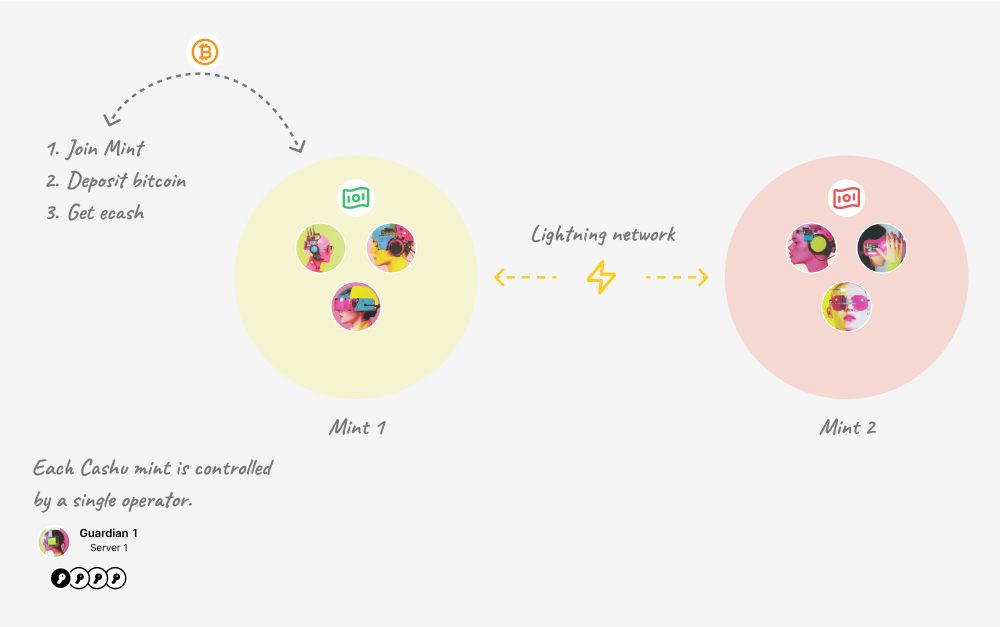 1. Join Mint
2. Deposit bitcoin
3. Get ecash
Lightning network
Mint 1
Mint 2
Each Cashu mint is controlled
by a single operator.
Guardian 1
Server 1